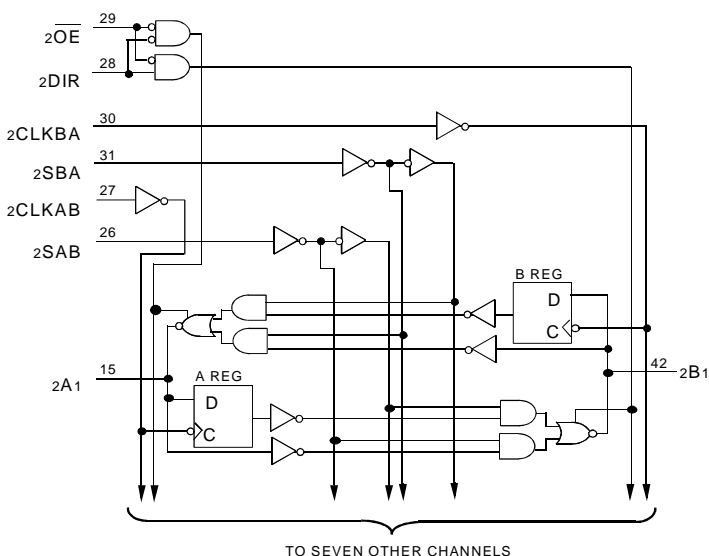 29
2OE
28
2DIR
30
2CLKBA
31
2SBA
27
2CLKAB
26
2SAB
B REG
D
C
15
2A1
42
2B1
A REG
D
C
TO SEVEN OTHER CHANNELS